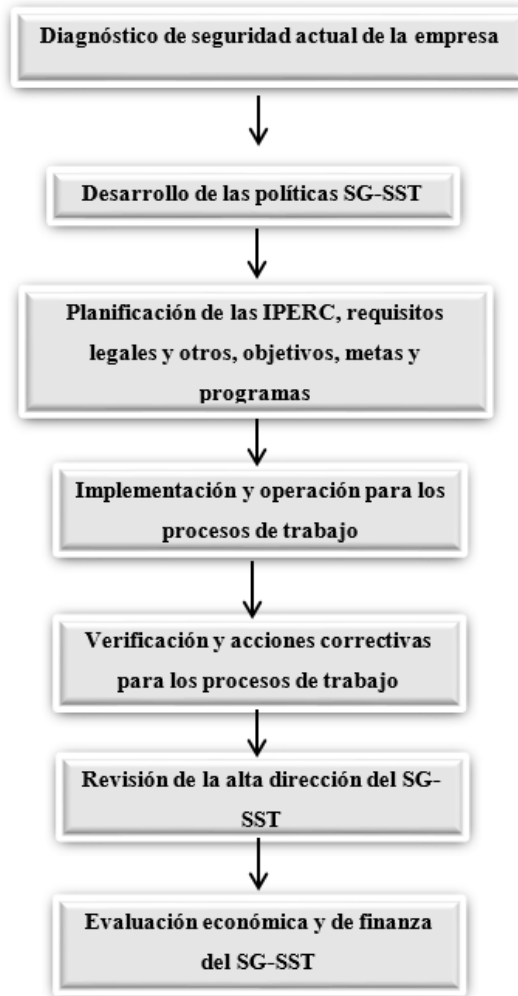 Diagnóstico de seguridad actual de la empresa
Desarrollo de las políticas SG-SST
Planificación de las IPERC, requisitos
legales y otros, objetivos, metas y
programas
Implementación y operación para los
procesos de trabajo
Verificación y acciones correctivas
para los procesos de trabajo
Revisión de la alta dirección del SG-
SST
Evaluación económica y de finanza
del SG-SST